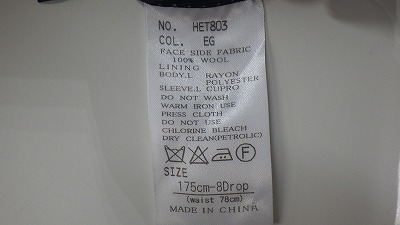 NO. HET803
COL. EG
FACE SIDE FABRIC
100% WOOL
LINING
BODY.L RAYON
POLYESTER
SLEEVE.L CUPRO
DO NOT WASH
WARM IRON USE
PRESS CLOTH
DO NOT USE
CHLORINE BLEACH
DRY CLEAN(PETROLIC)
F
SIZE
175cm-8Drop
(waist 78cm)
MADE IN CHINA